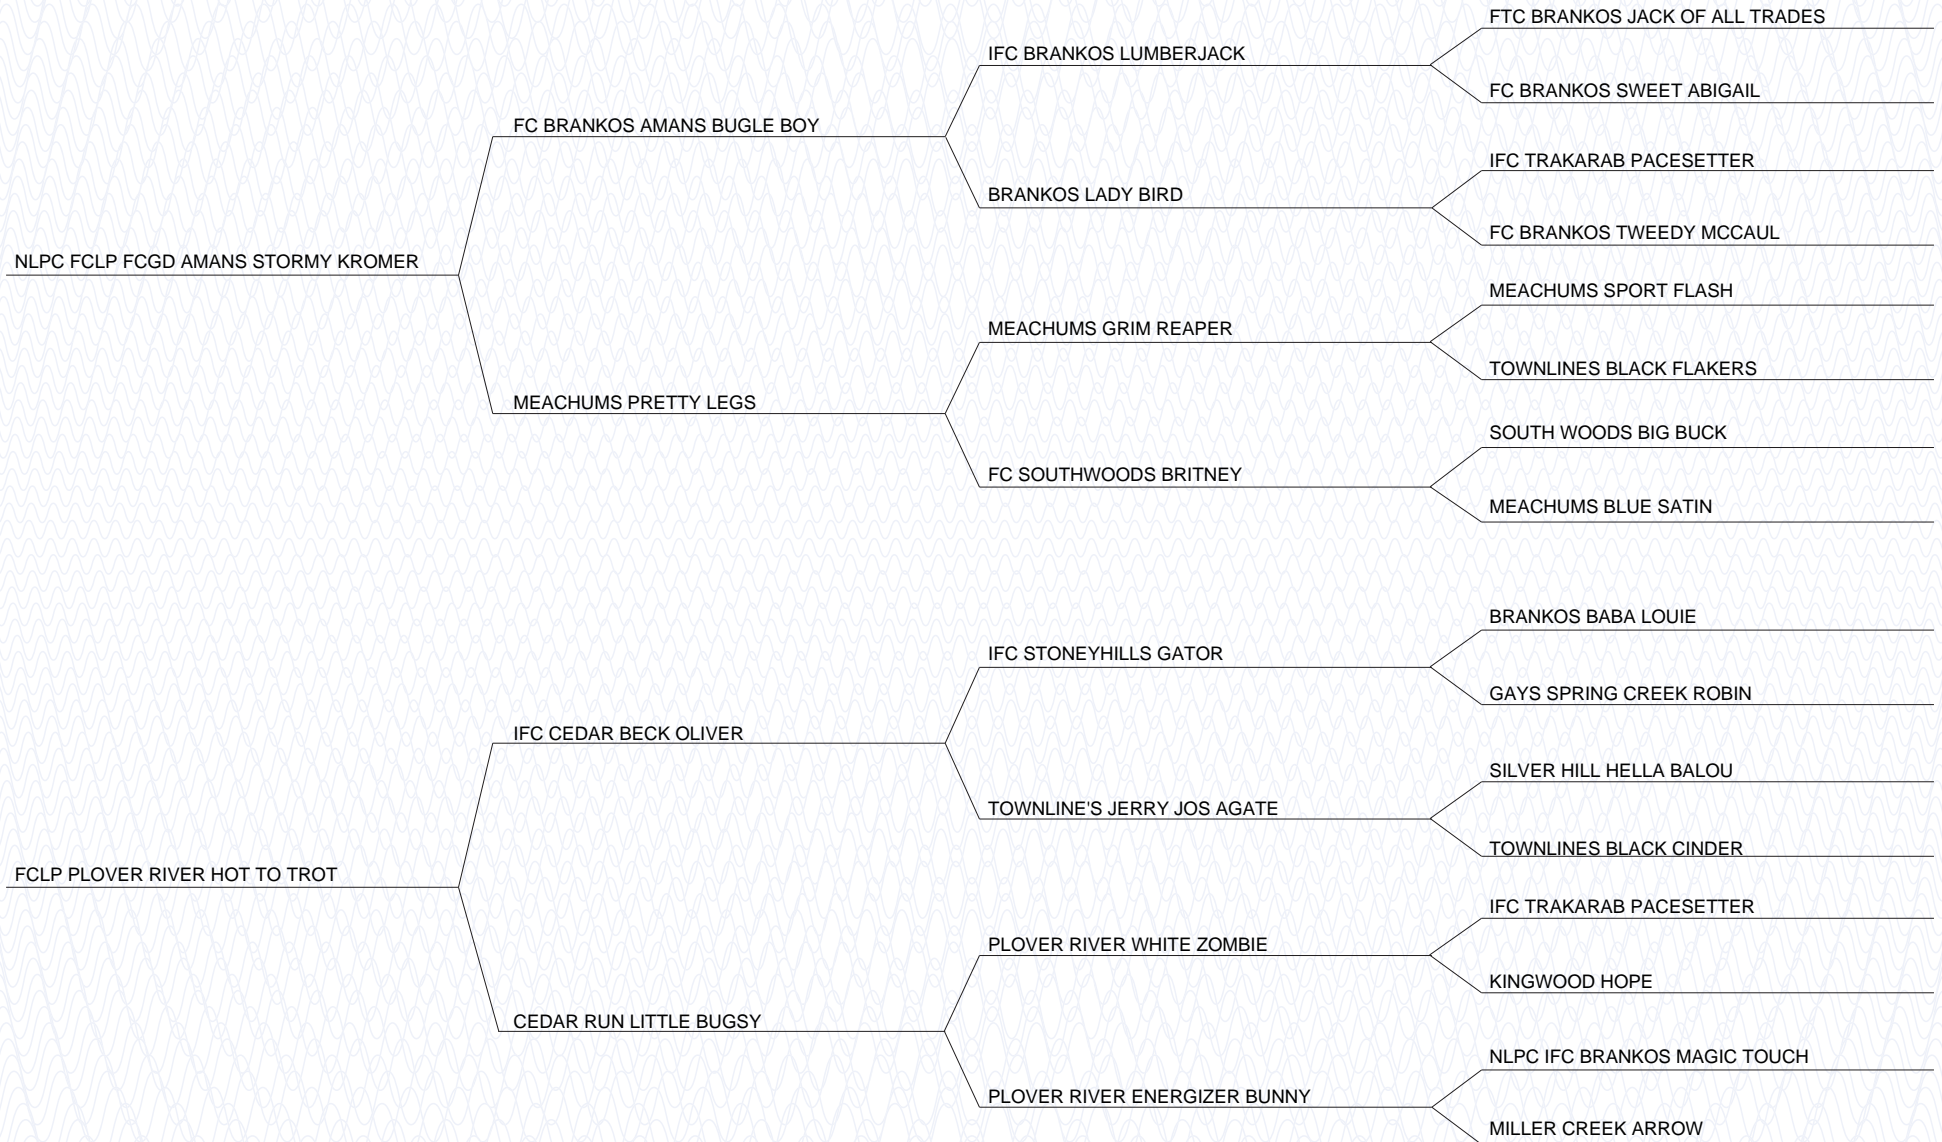 FTC BRANKOS JACK OF ALL TRADES
IFC BRANKOS LUMBERJACK
FC BRANKOS SWEET ABIGAIL
FC BRANKOS AMANS BUGLE BOY
IFC TRAKARAB PACESETTER
BRANKOS LADY BIRD
FC BRANKOS TWEEDY MCCAUL
NLPC FCLP FCGD AMANS STORMY KROMER
MEACHUMS SPORT FLASH
MEACHUMS GRIM REAPER
TOWNLINES BLACK FLAKERS
MEACHUMS PRETTY LEGS
SOUTH WOODS BIG BUCK
FC SOUTHWOODS BRITNEY
MEACHUMS BLUE SATIN
BRANKOS BABA LOUIE
IFC STONEYHILLS GATOR
GAYS SPRING CREEK ROBIN
IFC CEDAR BECK OLIVER
SILVER HILL HELLA BALOU
TOWNLINE'S JERRY JOS AGATE
TOWNLINES BLACK CINDER
FCLP PLOVER RIVER HOT TO TROT
IFC TRAKARAB PACESETTER
PLOVER RIVER WHITE ZOMBIE
KINGWOOD HOPE
CEDAR RUN LITTLE BUGSY
NLPC IFC BRANKOS MAGIC TOUCH
PLOVER RIVER ENERGIZER BUNNY
MILLER CREEK ARROW